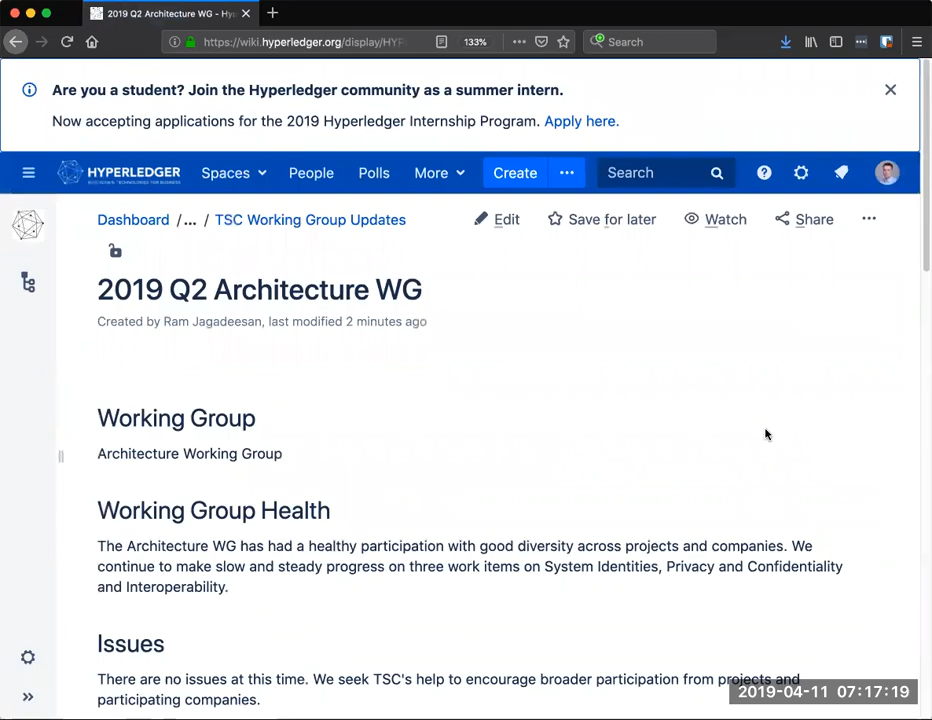 2019 Q2 Architecture WG - Hy
https://wiki.hyperledger.org/display/HYP
133%
Search
Are you a student? Join the Hyperledger community as a summer intern.
Now accepting applications for the 2019 Hyperledger Internship Program. Apply here.
HYPERLEDGER
Spaces
People
Polls
More
Create
Search
Dashboard /... / TSC Working Group Updates
Edit
Save for later
Watch
Share
2019 Q2 Architecture WG
Created by Ram Jagadeesan, last modified 2 minutes ago
Working Group
Architecture Working Group
Working Group Health
The Architecture WG has had a healthy participation with good diversity across projects and companies. We
continue to make slow and steady progress on three work items on System Identities, Privacy and Confidentiality
and Interoperability.
Issues
There are no issues at this time. We seek TSC's help to encourage broader participation from projects and
participating companies.
2019-04-11 07:17:19